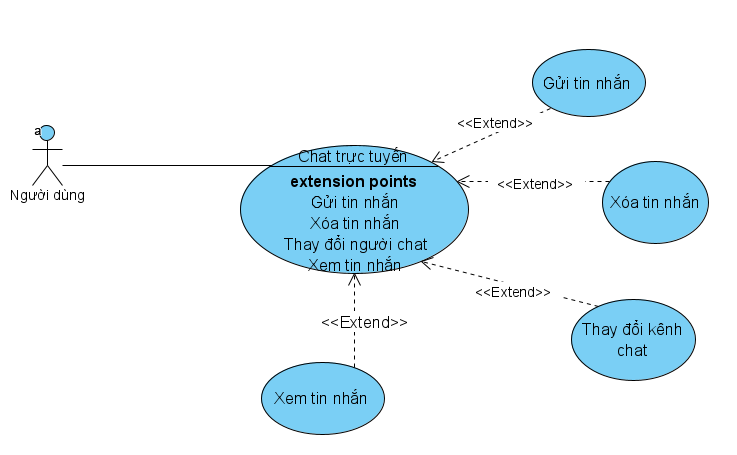 Gửi tin nhắn
<<Extend>>
a
Chat trực tuyến
extension points
Gửi tin nhắn
Xóa tin nhắn
Thay đổi người chat
Xem tin nhắn
Người dùng
<<Extend>>
Xóa tin nhắn
<<Extend>>
Thay đổi kênh
chat
<<Extend>>
Xem tin nhắn